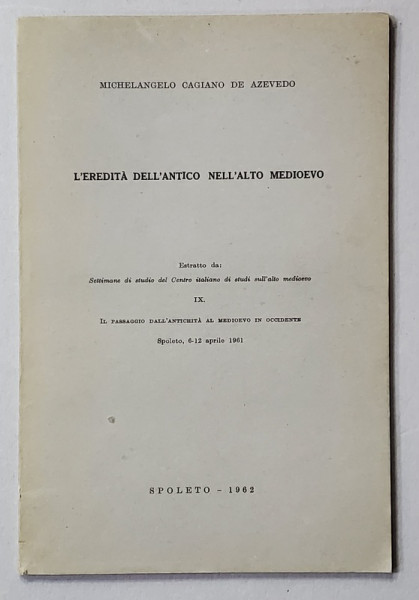 MICHELANGELO CAGIANO DE AZEVEDO
L'EREDITÀ DELL'ANTICO NELL'ALTO MEDIOEVO
Estratto da:
Settimane di studio del Centro italiano di studi sull'alto medioevo
IX.
IL PASSAGGIO DALL'ANTICHITÀ AL MEDIOEVO IN OCCIDENTE
Spoleto, 6-12 aprile 1961
SPOLETO - 1962